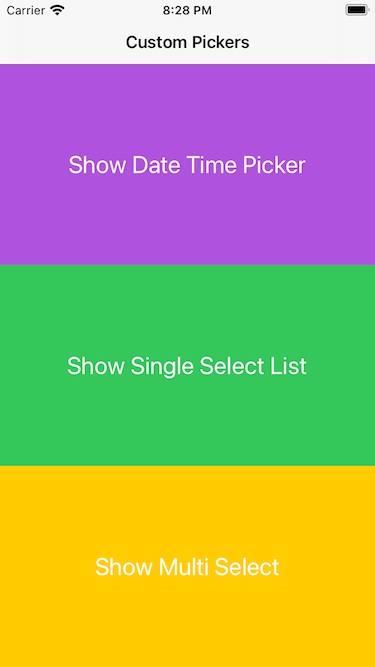 Carrier 8:28 PM
Custom Pickers
Show Date Time Picker
Show Single Select List
Show Multi Select